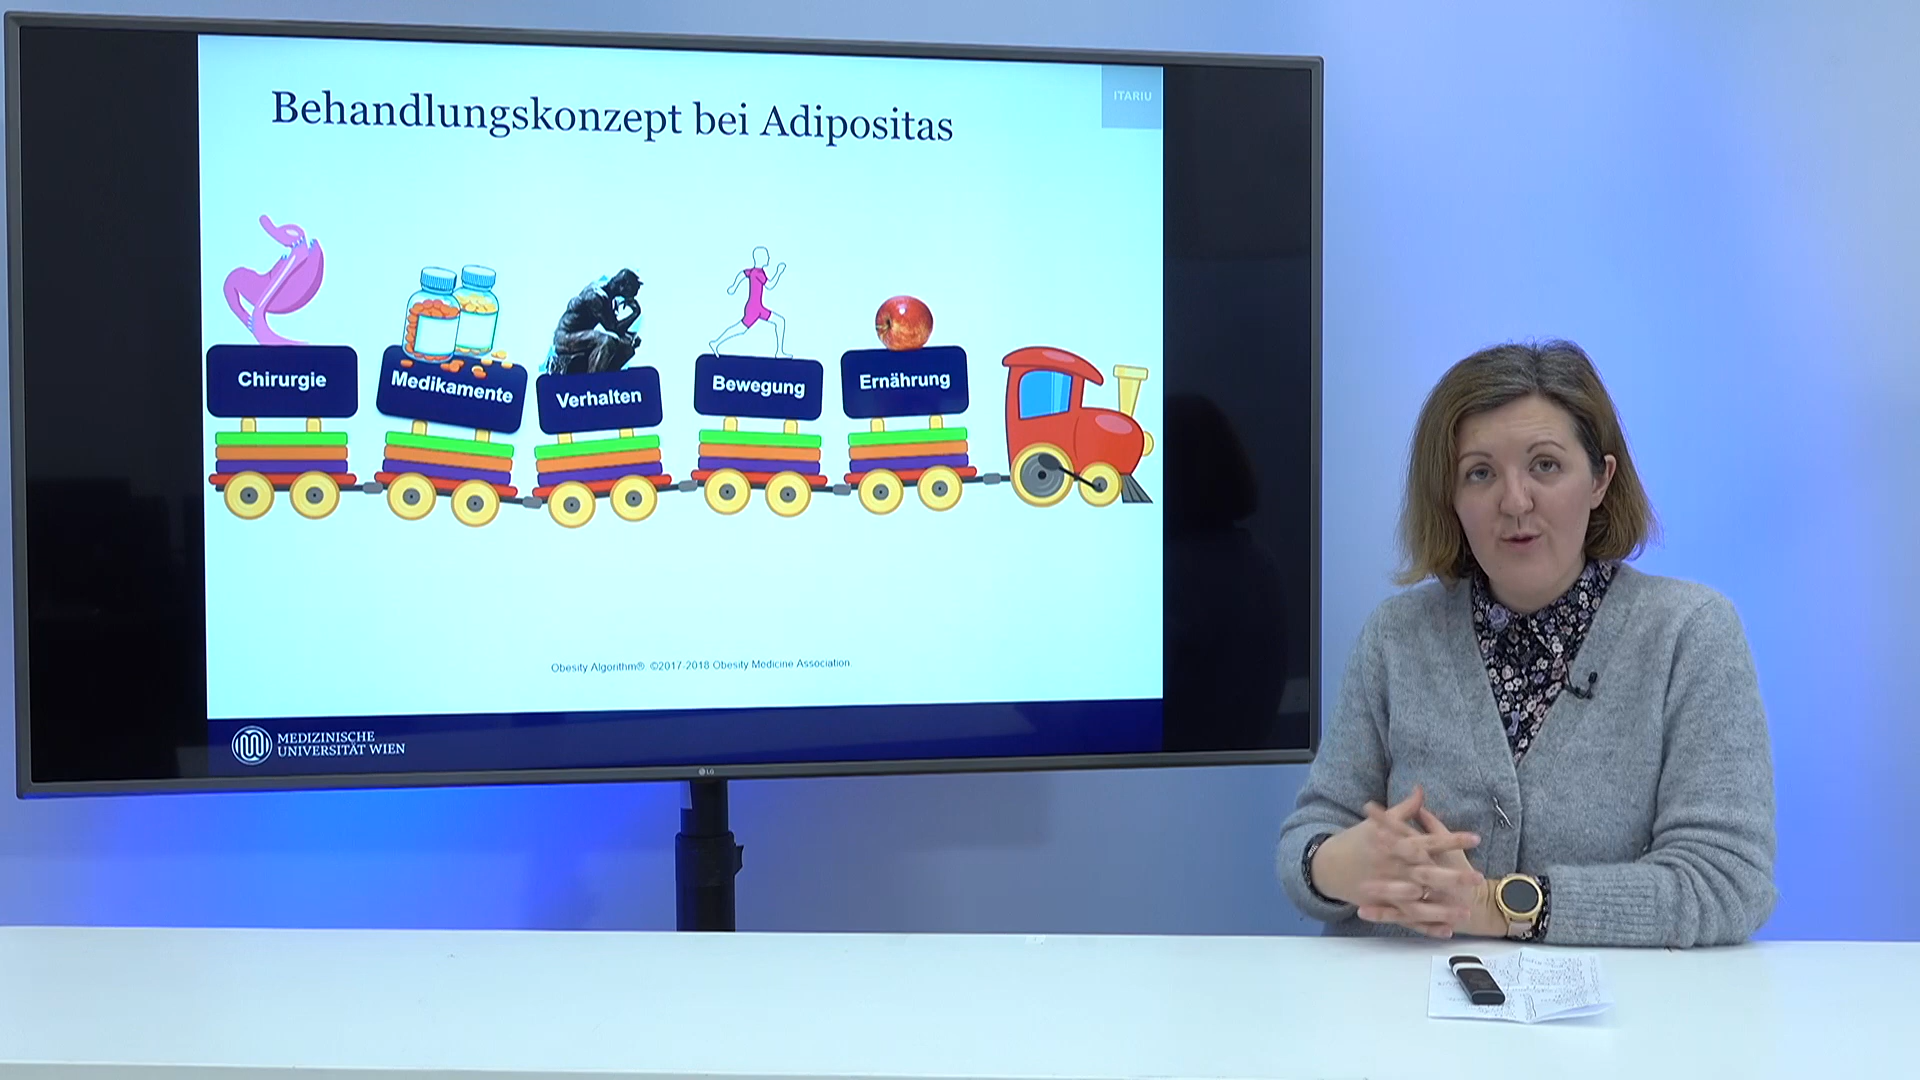 Behandlungskonzept bei Adipositas
ITARIU
Chirurgie
Medikamente
Verhalten
Bewegung
Ernährung
Obesity Algorithm® ©2017-2018 Obesity Medicine Association
MEDIZINISCHE
UNIVERSITÄT WIEN
LG